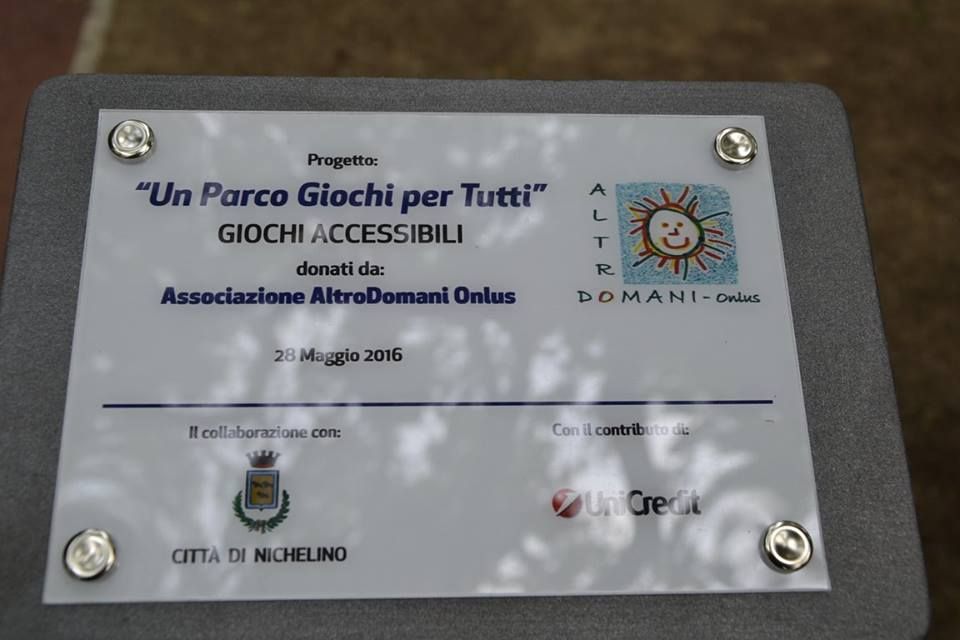 Progetto:
"Un Parco Giochi per Tutti"
GIOCHI ACCESSIBILI
donati da:
Associazione AltroDomani Onlus
28 Maggio 2016
ALTR
DOMANI - Onlus
Il collaborazione con:
CITTÀ DI NICHELINO
Con il contributo di:
UniCredit